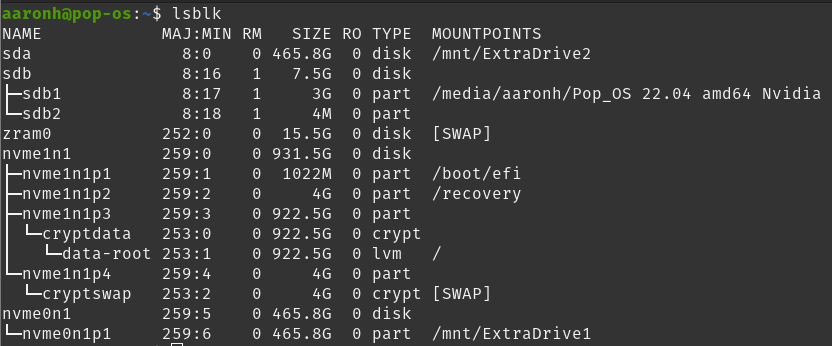 aaronh@pop-os:~$ lsblk
NAME            MAJ:MIN RM   SIZE RO TYPE  MOUNTPOINTS
sda               8:0    0 465.8G  0 disk  /mnt/ExtraDrive2
sdb               8:16   1   7.5G  0 disk
├─sdb1            8:17   1     3G  0 part  /media/aaronh/Pop_OS 22.04 amd64 Nvidia
└─sdb2            8:18   1     4M  0 part
zram0           252:0    0  15.5G  0 disk  [SWAP]
nvme1n1         259:0    0 931.5G  0 disk
├─nvme1n1p1     259:1    0  1022M  0 part  /boot/efi
├─nvme1n1p2     259:2    0     4G  0 part  /recovery
├─nvme1n1p3     259:3    0 922.5G  0 part
│ └─cryptdata   253:0    0 922.5G  0 crypt
│   └─data-root 253:1    0 922.5G  0 lvm   /
└─nvme1n1p4     259:4    0     4G  0 part
  └─cryptswap   253:2    0     4G  0 crypt [SWAP]
nvme0n1         259:5    0 465.8G  0 disk
└─nvme0n1p1     259:6    0 465.8G  0 part  /mnt/ExtraDrive1